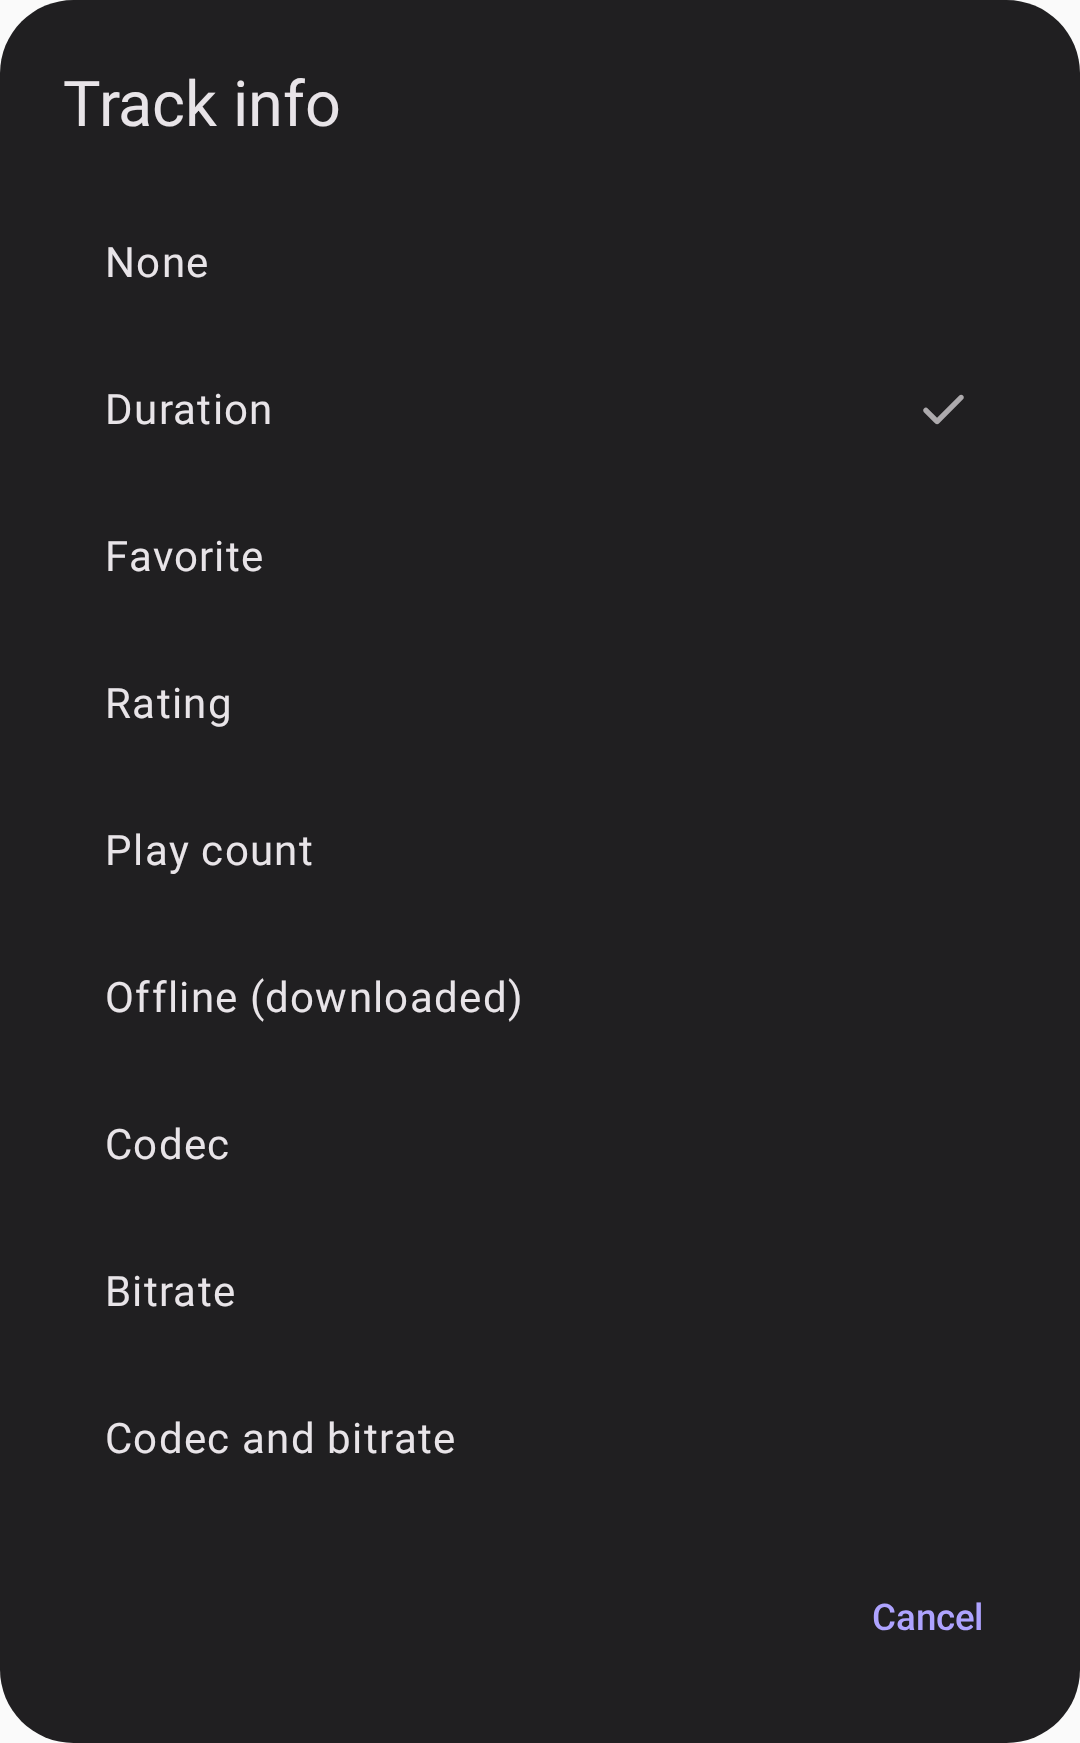 Track info
None
Duration
Favorite
Rating
Play count
Offline (downloaded)
Codec
Bitrate
Codec and bitrate
Cancel